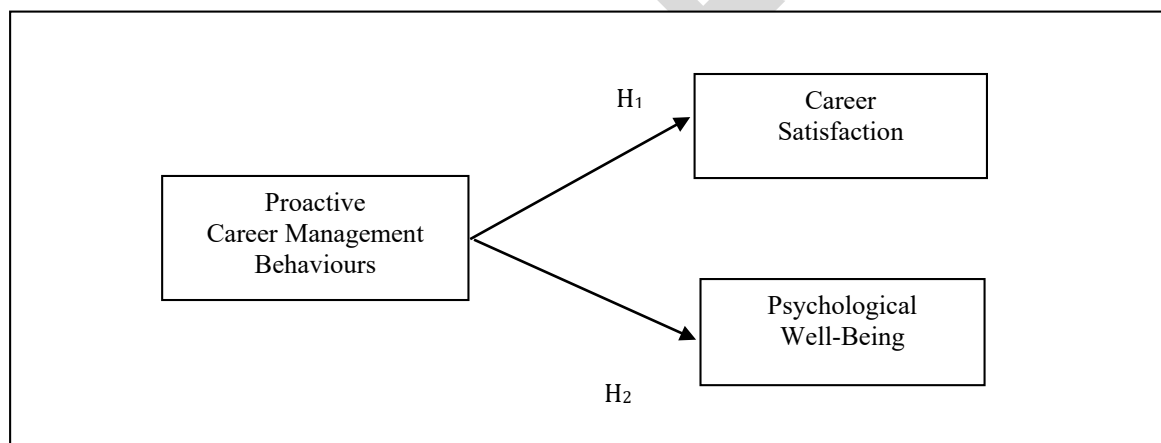 H₁
Career
Satisfaction
Proactive
Career Management
Behaviours
Psychological
Well-Being
H₂